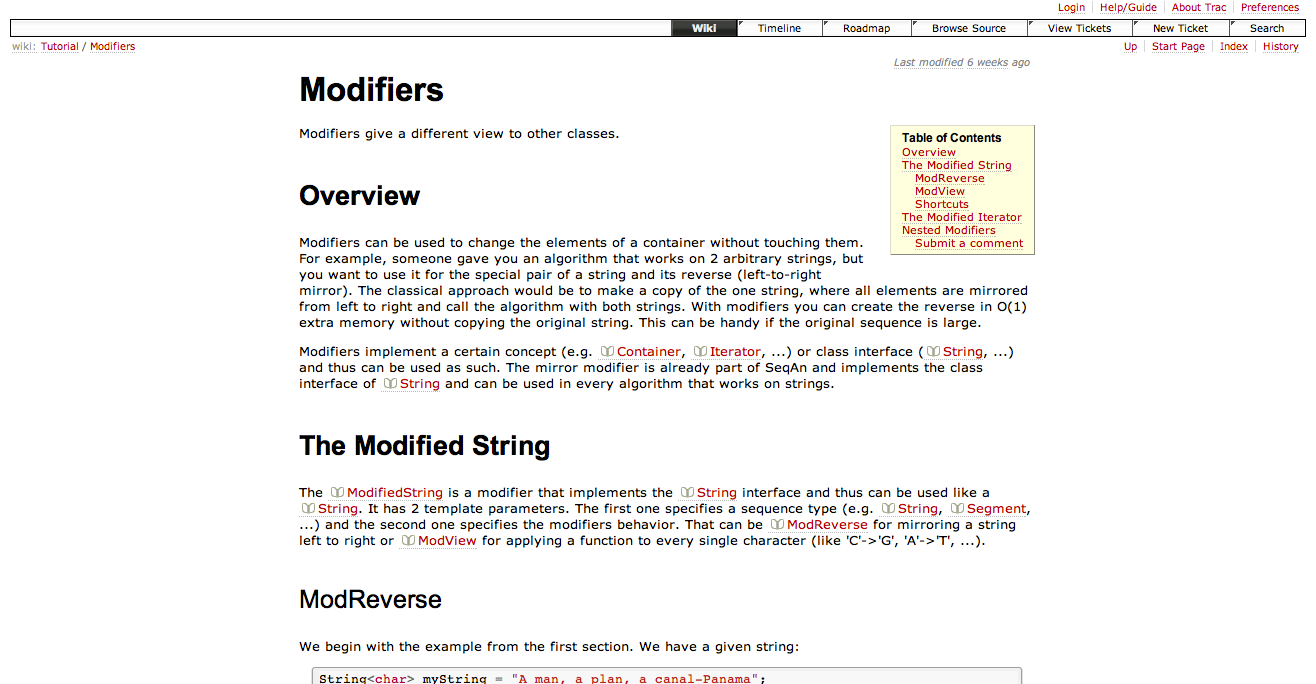 Login Help/Guide About Trac Preferences
Wiki Timeline Roadmap Browse Source View Tickets New Ticket Search
wiki: Tutorial / Modifiers Up Start Page Index History
Last modified 6 weeks ago
Modifiers
Modifiers give a different view to other classes.
Table of Contents
Overview
The Modified String
ModReverse
ModView
Shortcuts
The Modified Iterator
Nested Modifiers
Submit a comment
Overview
Modifiers can be used to change the elements of a container without touching them.
For example, someone gave you an algorithm that works on 2 arbitrary strings, but
you want to use it for the special pair of a string and its reverse (left-to-right
mirror). The classical approach would be to make a copy of the one string, where all elements are mirrored
from left to right and call the algorithm with both strings. With modifiers you can create the reverse in O(1)
extra memory without copying the original string. This can be handy if the original sequence is large.
Modifiers implement a certain concept (e.g. Container, Iterator, ...) or class interface (String, ...)
and thus can be used as such. The mirror modifier is already part of SeqAn and implements the class
interface of String and can be used in every algorithm that works on strings.
The Modified String
The ModifiedString is a modifier that implements the String interface and thus can be used like a
String. It has 2 template parameters. The first one specifies a sequence type (e.g. String, Segment,
...) and the second one specifies the modifiers behavior. That can be ModReverse for mirroring a string
left to right or ModView for applying a function to every single character (like 'C'->'G', 'A'->'T', ...).
ModReverse
We begin with the example from the first section. We have a given string:
String<char> myString = "A man, a plan, a canal-Panama";